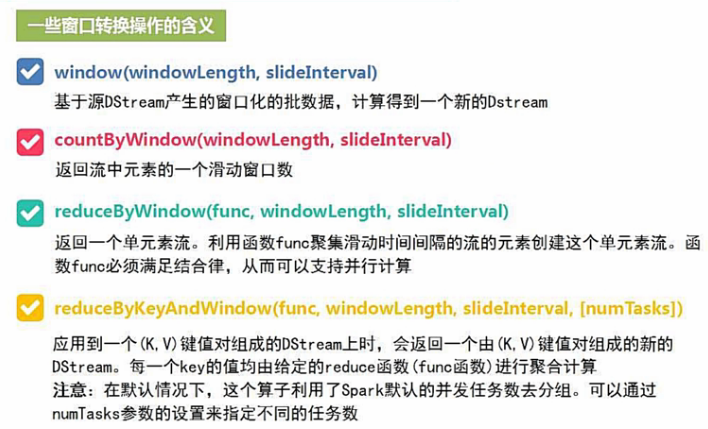 一些窗口转换操作的含义
window(windowLength, slideInterval)
基于源DStream产生的窗口化的批数据，计算得到一个新的Dstream
countByWindow(windowLength, slideInterval)
返回流中元素的一个滑动窗口数
reduceByWindow(func, windowLength, slideInterval)
返回一个单元素流。利用函数func聚集滑动时间间隔的流的元素创建这个单元素流。函
数func必须满足结合律，从而可以支持并行计算
reduceByKeyAndWindow(func, windowLength, slideInterval, [numTasks])
应用到一个(K,V)键值对组成的DStream上时，会返回一个由(K,V)键值对组成的新的
DStream。每一个key的值均由给定的reduce函数(func函数)进行聚合计算
注意：在默认情况下，这个算子利用了Spark默认的并发任务数去分组。可以通过
numTasks参数的设置来指定不同的任务数